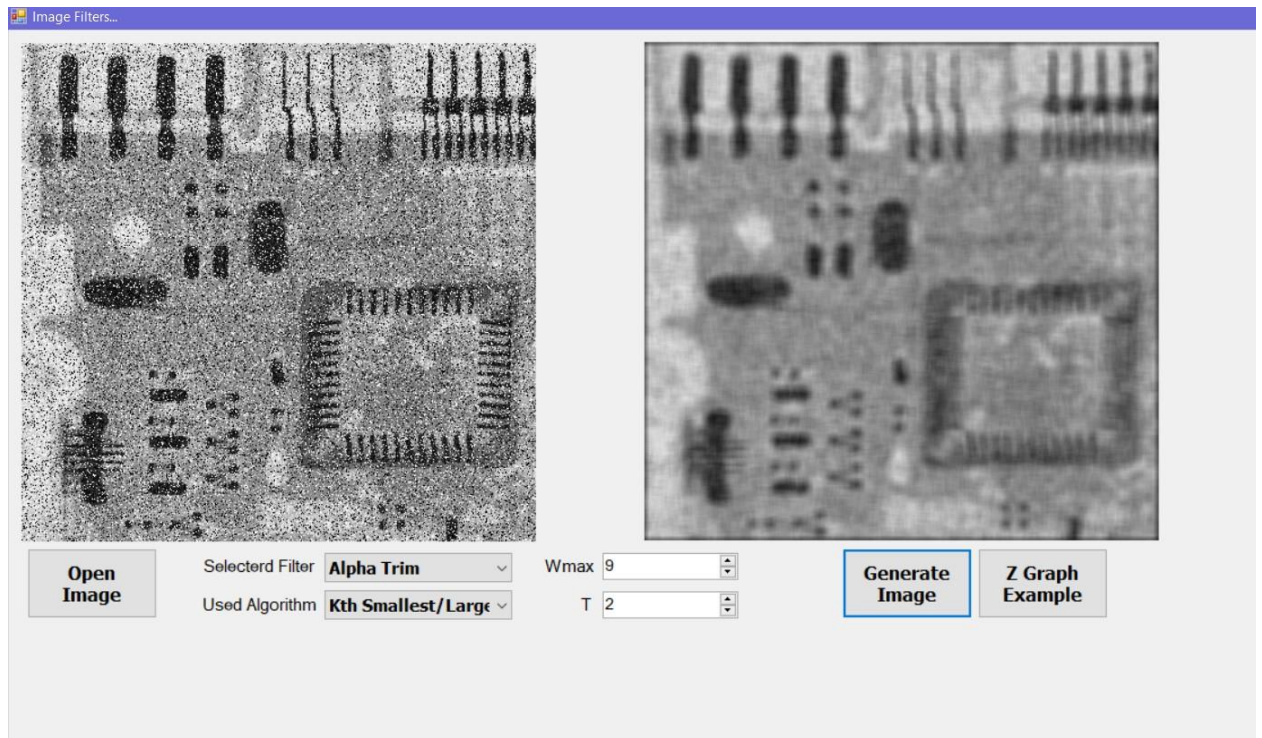 Image Filters...
Open
Image
Selecterd Filter Alpha Trim
Used Algorithm Kth Smallest/Large
Wmax 9
T 2
Generate
Image
Z Graph
Example